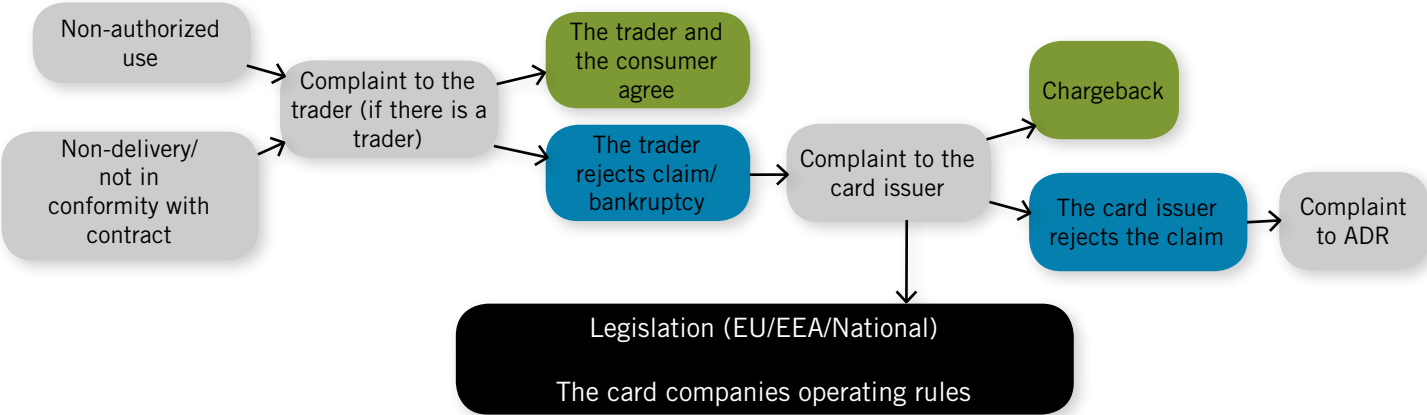 Non-authorized
use
Non-delivery/
not in
conformity with
contract
Complaint to the
trader (if there is a
trader)
The trader and
the consumer
agree
The trader
rejects claim/
bankruptcy
Complaint to the
card issuer
Chargeback
The card issuer
rejects the claim
Complaint
to ADR
Legislation (EU/EEA/National)
The card companies operating rules